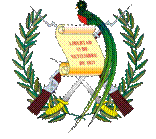 LIBERTAD
15 DE
SEPTIEMBRE
DE 1821